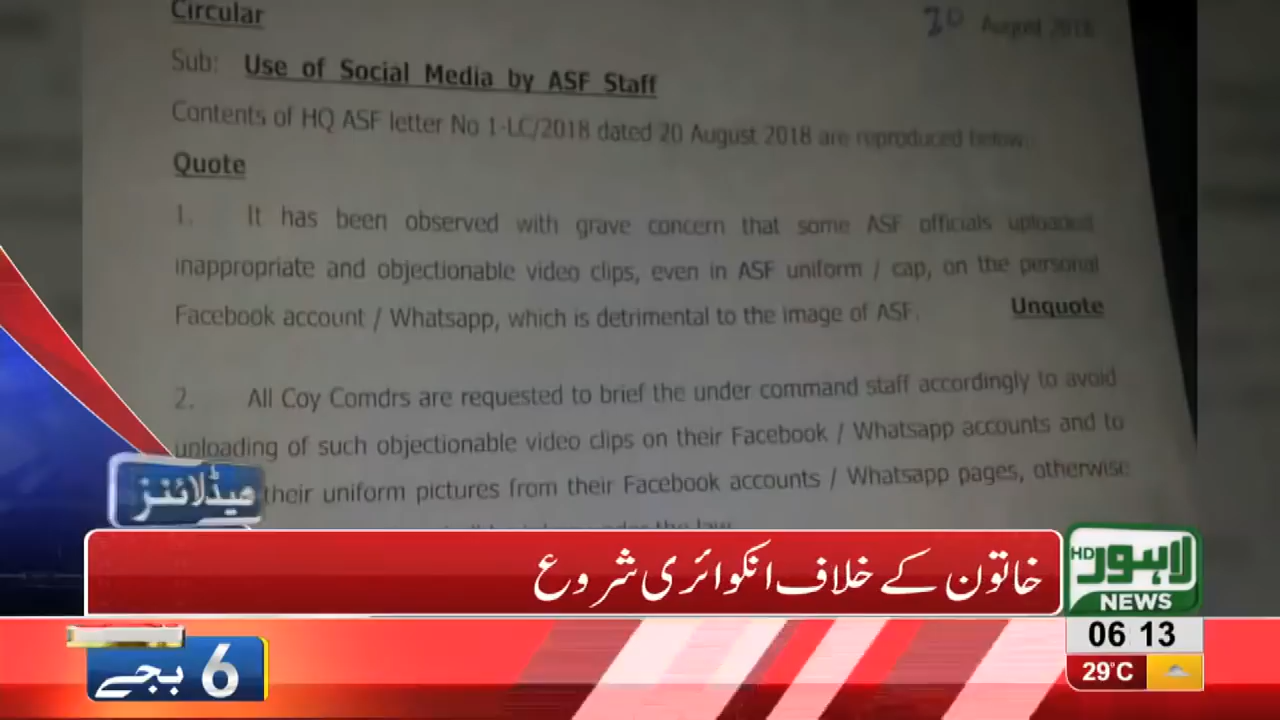 Circular
30 August 2018
Sub: Use of Social Media by ASF Staff
Contents of HQ ASF letter No 1-LC/2018 dated 20 August 2018 are reproduced below:
Quote
1. It has been observed with grave concern that some ASF officials uploaded
inappropriate and objectionable video clips, even in ASF uniform / cap, on the personal
Facebook account / Whatsapp, which is detrimental to the image of ASF.
Unquote
2. All Coy Comdrs are requested to brief the under command staff accordingly to avoid
uploading of such objectionable video clips on their Facebook / Whatsapp accounts and to
their uniform pictures from their Facebook accounts / Whatsapp pages, otherwise
the law
ہیڈلائنز
خاتون کے خلاف انکوائری شروع
HD لاہور
NEWS
06 13
29°C
6 بجے